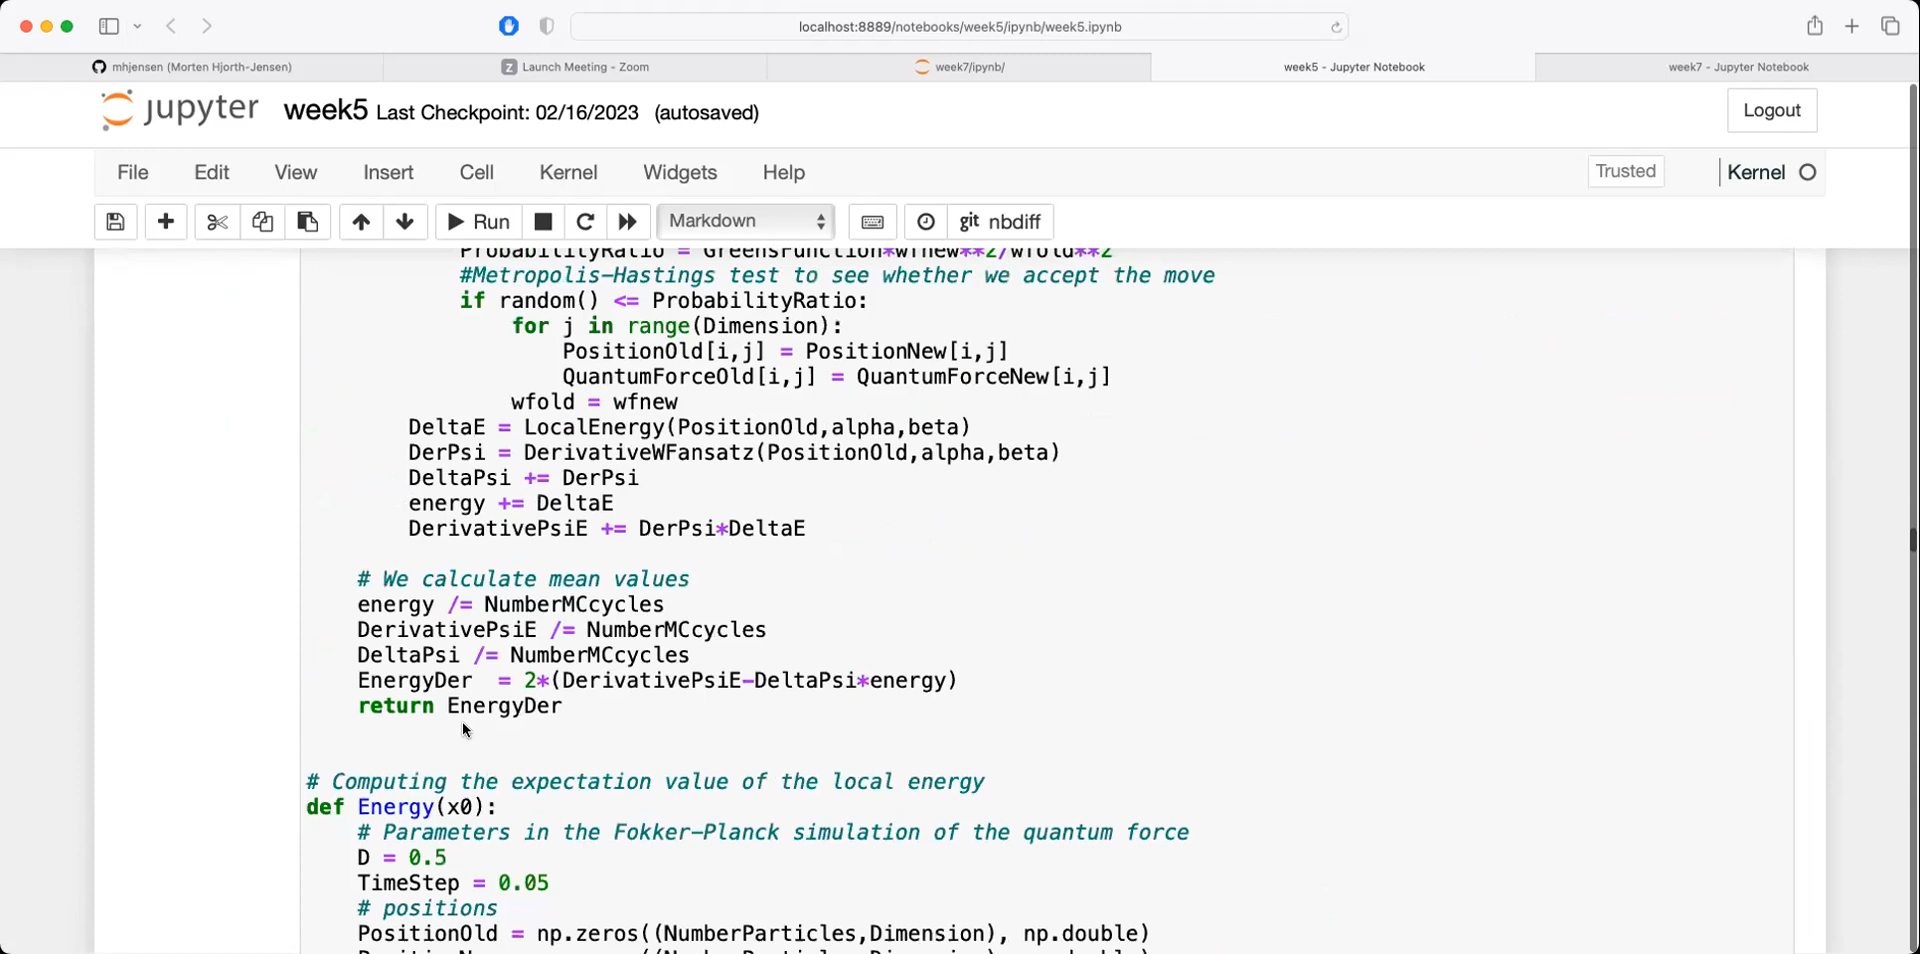 localhost:8889/notebooks/week5/ipynb/week5.ipynb
mhjensen (Morten Hjorth-Jensen)
Z Launch Meeting - Zoom
week7/ipynb/
week5 - Jupyter Notebook
week7 - Jupyter Notebook
jupyter week5 Last Checkpoint: 02/16/2023 (autosaved)
Logout
File Edit View Insert Cell Kernel Widgets Help
Trusted
Kernel
Run
Markdown
git nbdiff
ProbabilityRatio = GreensFunction*wfnew**2/wfold**2
#Metropolis-Hastings test to see whether we accept the move
if random() <= ProbabilityRatio:
for j in range(Dimension):
PositionOld[i,j] = PositionNew[i,j]
QuantumForceOld[i,j] = QuantumForceNew[i,j]
wfold = wfnew
DeltaE = LocalEnergy(PositionOld,alpha,beta)
DerPsi = DerivativeWFansatz(PositionOld,alpha,beta)
DeltaPsi += DerPsi
energy += DeltaE
DerivativePsiE += DerPsi*DeltaE
# We calculate mean values
energy /= NumberMCcycles
DerivativePsiE /= NumberMCcycles
DeltaPsi /= NumberMCcycles
EnergyDer  = 2*(DerivativePsiE-DeltaPsi*energy)
return EnergyDer
# Computing the expectation value of the local energy
def Energy(x0):
# Parameters in the Fokker-Planck simulation of the quantum force
D = 0.5
TimeStep = 0.05
# positions
PositionOld = np.zeros((NumberParticles,Dimension), np.double)